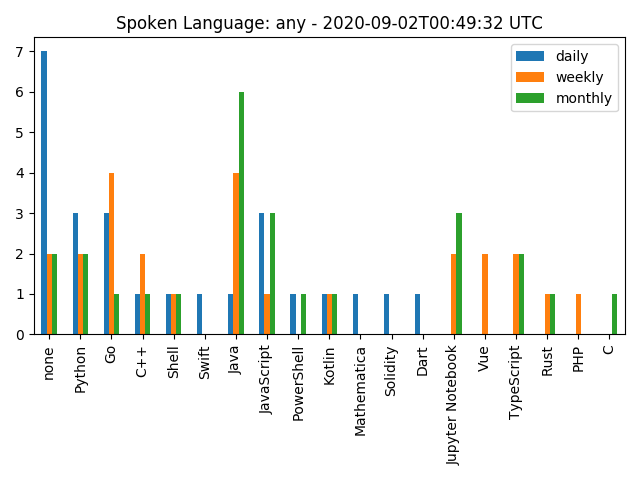 Spoken Language: any - 2020-09-02T00:49:32 UTC
daily
weekly
monthly
7
6
5
4
3
2
1
0
none
Python
Go
C++
Shell
Swift
Java
JavaScript
PowerShell
Kotlin
Mathematica
Solidity
Dart
Jupyter Notebook
Vue
TypeScript
Rust
PHP
C